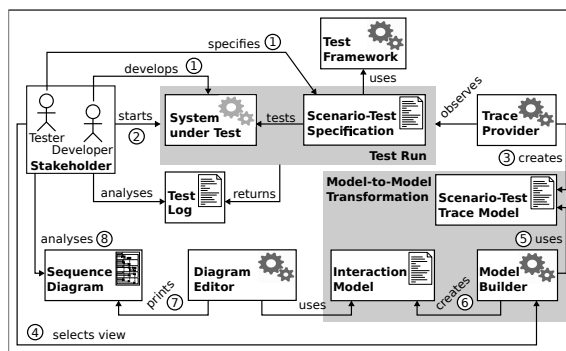 specifies ①
Test
Framework
develops ①
uses
Tester
Developer
Stakeholder
starts
②
System
under Test
tests
Scenario-Test
Specification
observes
Trace
Provider
Test Run
③ creates
analyses
Test
Log
returns
Model-to-Model
Transformation
Scenario-Test
Trace Model
⑤ uses
analyses ⑧
Sequence
Diagram
prints
⑦
Diagram
Editor
uses
Interaction
Model
creates
⑥
Model
Builder
④ selects view